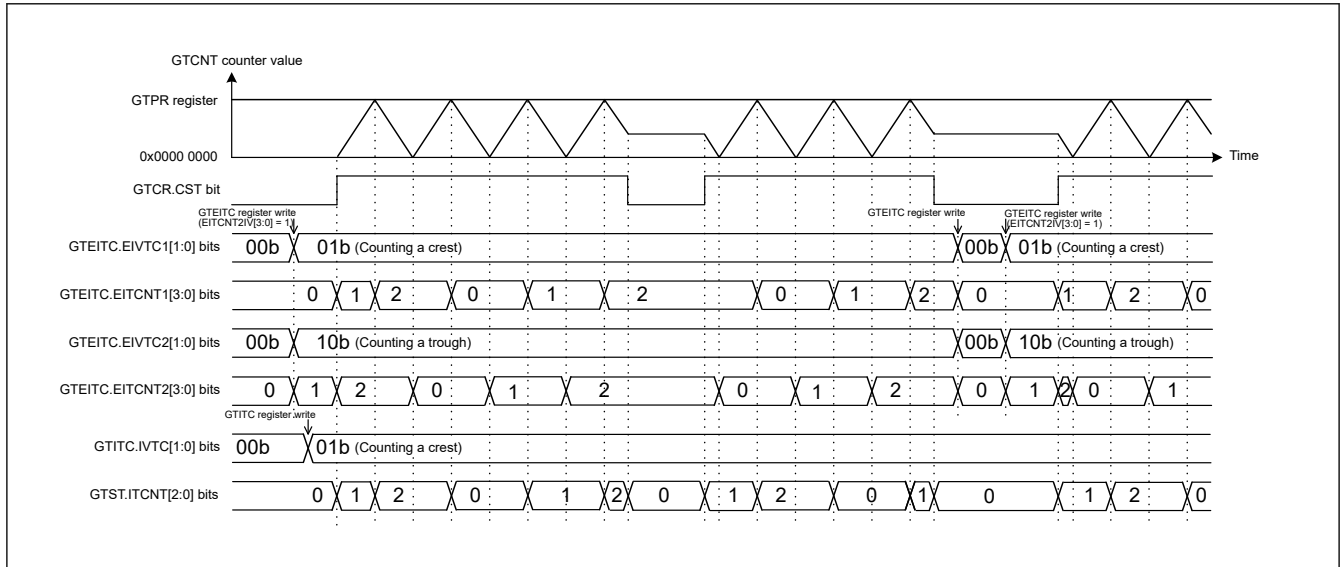 GTCNT counter value
GTPR register
0x0000 0000
Time
GTCR.CST bit
GTEITC register write
(EITCNT2IV[3:0] = 1)
GTEITC register write
GTEITC register write
(EITCNT2IV[3:0] = 1)
GTEITC.EIVTC1[1:0] bits 00b 01b (Counting a crest) 00b 01b (Counting a crest)
GTEITC.EITCNT1[3:0] bits 0 1 2 0 1 2 0 1 2 0 1 2 0
GTEITC.EIVTC2[1:0] bits 00b 10b (Counting a trough) 00b 10b (Counting a trough)
GTEITC.EITCNT2[3:0] bits 0 1 2 0 1 2 0 1 2 0 1 2 0 1
GTITC register write
GTITC.IVTC[1:0] bits 00b 01b (Counting a crest)
GTST.ITCNT[2:0] bits 0 1 2 0 1 2 0 1 2 0 1 0 1 2 0